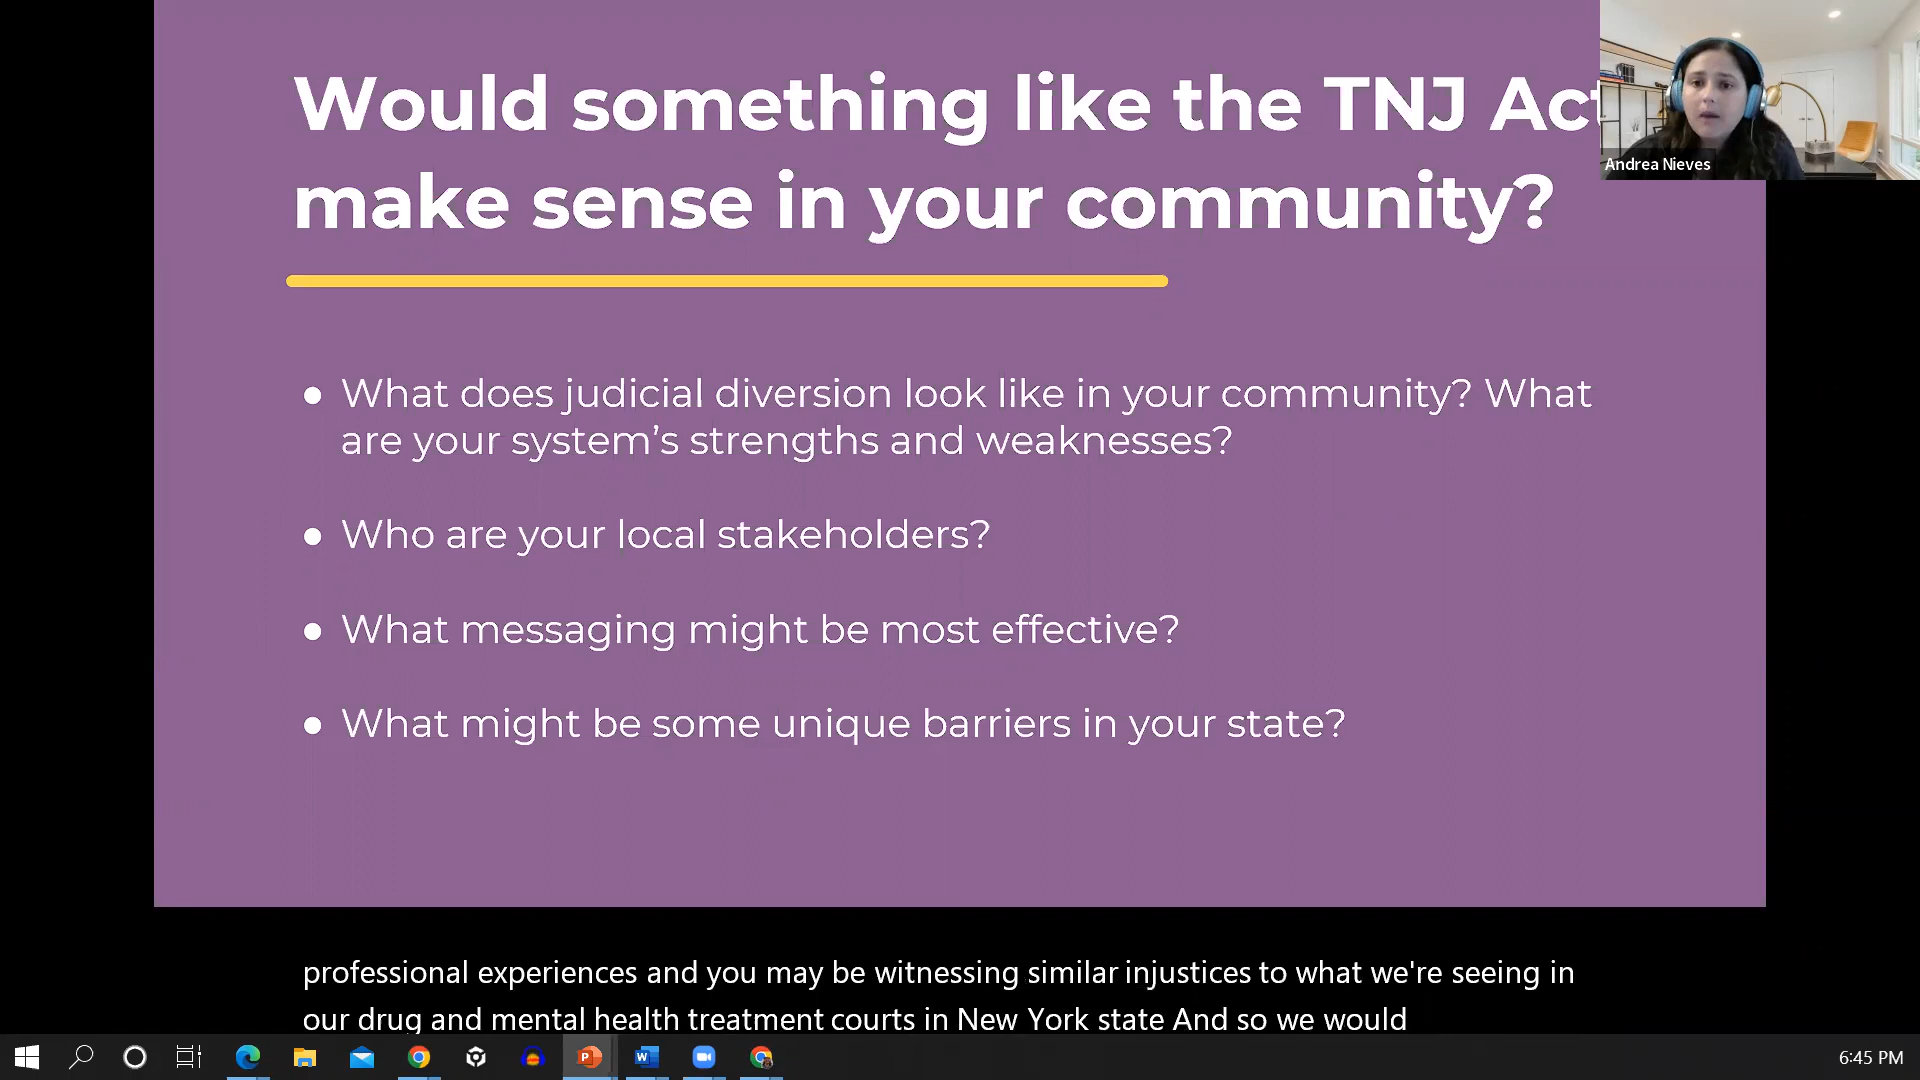 Would something like the TNJ Act
make sense in your community?
Andrea Nieves
● What does judicial diversion look like in your community? What
are your system’s strengths and weaknesses?
● Who are your local stakeholders?
● What messaging might be most effective?
● What might be some unique barriers in your state?
professional experiences and you may be witnessing similar injustices to what we're seeing in
our drug and mental health treatment courts in New York state And so we would
6:45 PM